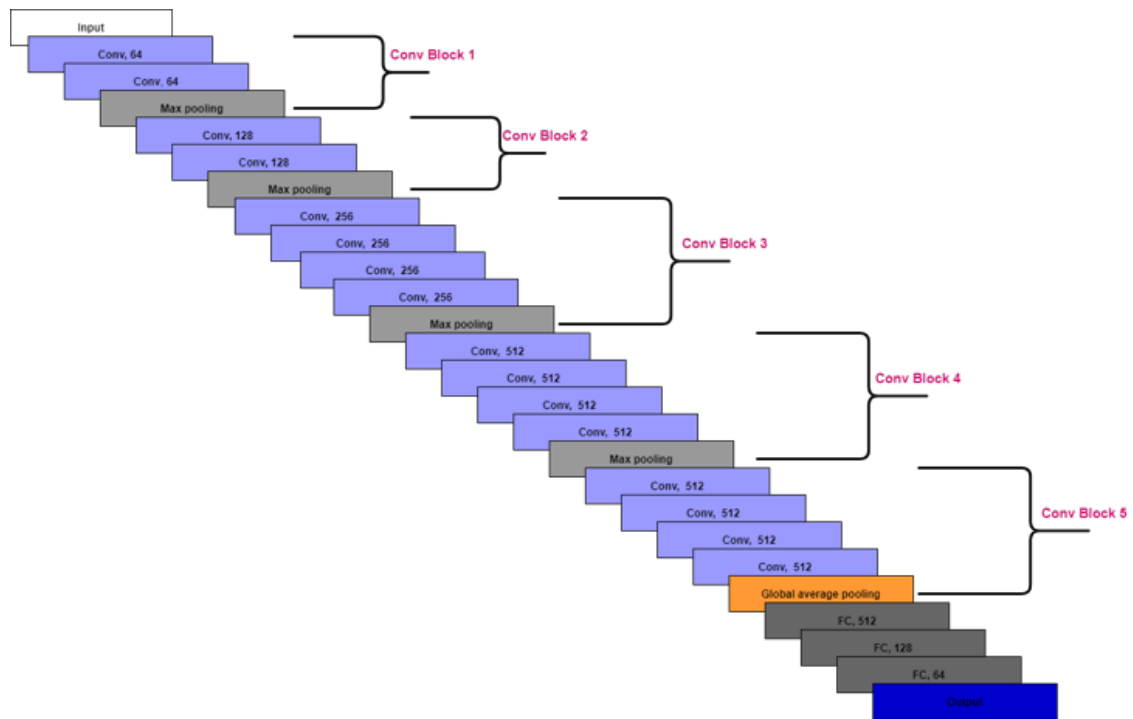 Input
Conv, 64
Conv Block 1
Conv, 64
Max pooling
Conv, 128
Conv Block 2
Conv, 128
Max pooling
Conv, 256
Conv, 256
Conv Block 3
Conv, 256
Conv, 256
Max pooling
Conv, 512
Conv, 512
Conv Block 4
Conv, 512
Conv, 512
Max pooling
Conv, 512
Conv, 512
Conv Block 5
Conv, 512
Conv, 512
Global average pooling
FC, 512
FC, 128
FC, 64
Output